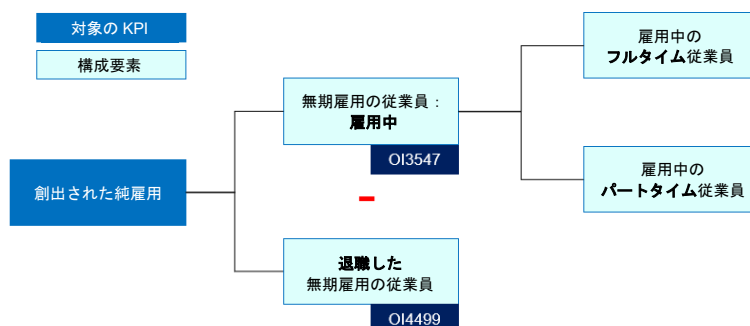 対象の KPI
構成要素
雇用中の
フルタイム従業員
無期雇用の従業員：
雇用中
OI3547
創出された純雇用
雇用中の
パートタイム従業員
退職した
無期雇用の従業員
OI4499